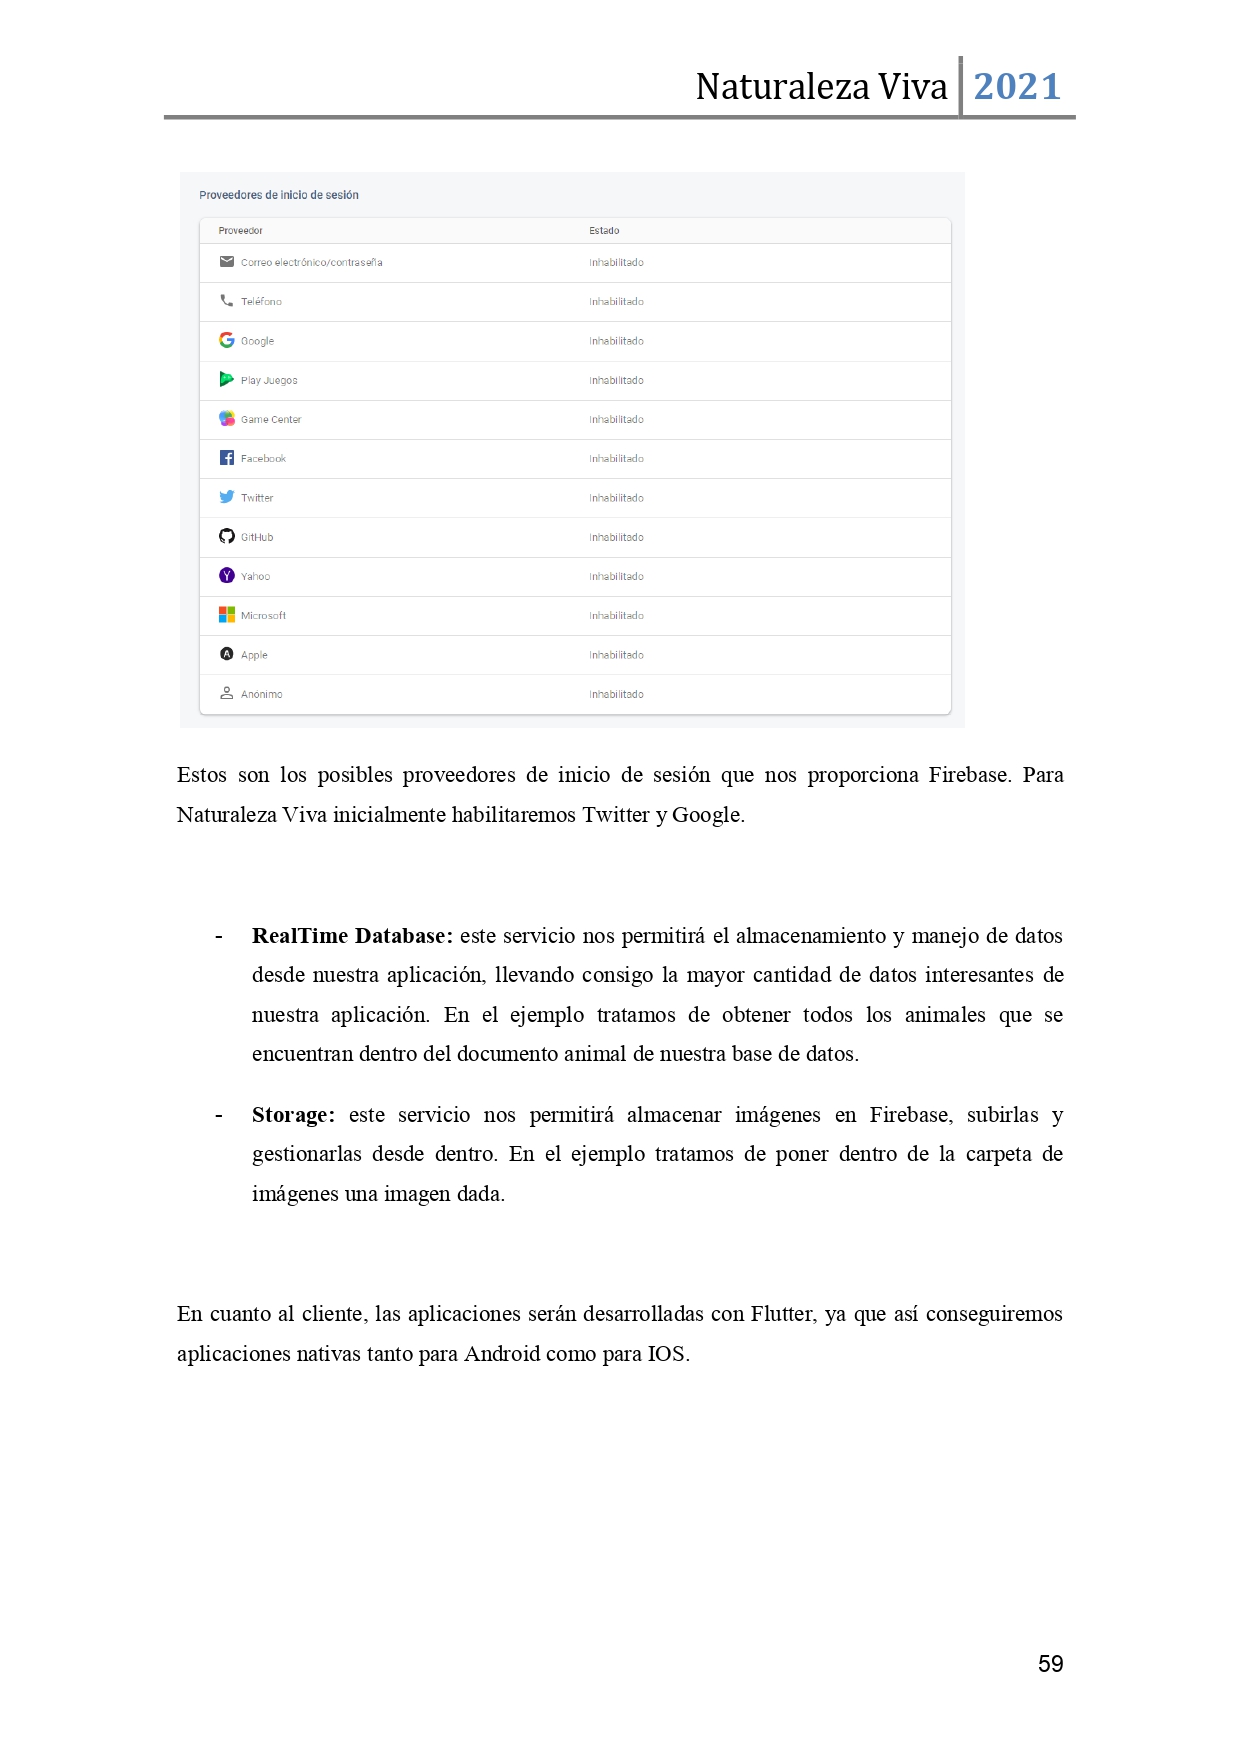 Naturaleza Viva 2021
Proveedores de inicio de sesión
Proveedor Estado
Correo electrónico/contraseña Inhabilitado
Teléfono Inhabilitado
Google Inhabilitado
Play Juegos Inhabilitado
Game Center Inhabilitado
Facebook Inhabilitado
Twitter Inhabilitado
GitHub Inhabilitado
Yahoo Inhabilitado
Microsoft Inhabilitado
Apple Inhabilitado
Anónimo Inhabilitado
Estos son los posibles proveedores de inicio de sesión que nos proporciona Firebase. Para
Naturaleza Viva inicialmente habilitaremos Twitter y Google.
- RealTime Database: este servicio nos permitirá el almacenamiento y manejo de datos
desde nuestra aplicación, llevando consigo la mayor cantidad de datos interesantes de
nuestra aplicación. En el ejemplo tratamos de obtener todos los animales que se
encuentran dentro del documento animal de nuestra base de datos.
- Storage: este servicio nos permitirá almacenar imágenes en Firebase, subirlas y
gestionarlas desde dentro. En el ejemplo tratamos de poner dentro de la carpeta de
imágenes una imagen dada.
En cuanto al cliente, las aplicaciones serán desarrolladas con Flutter, ya que así conseguiremos
aplicaciones nativas tanto para Android como para IOS.
59